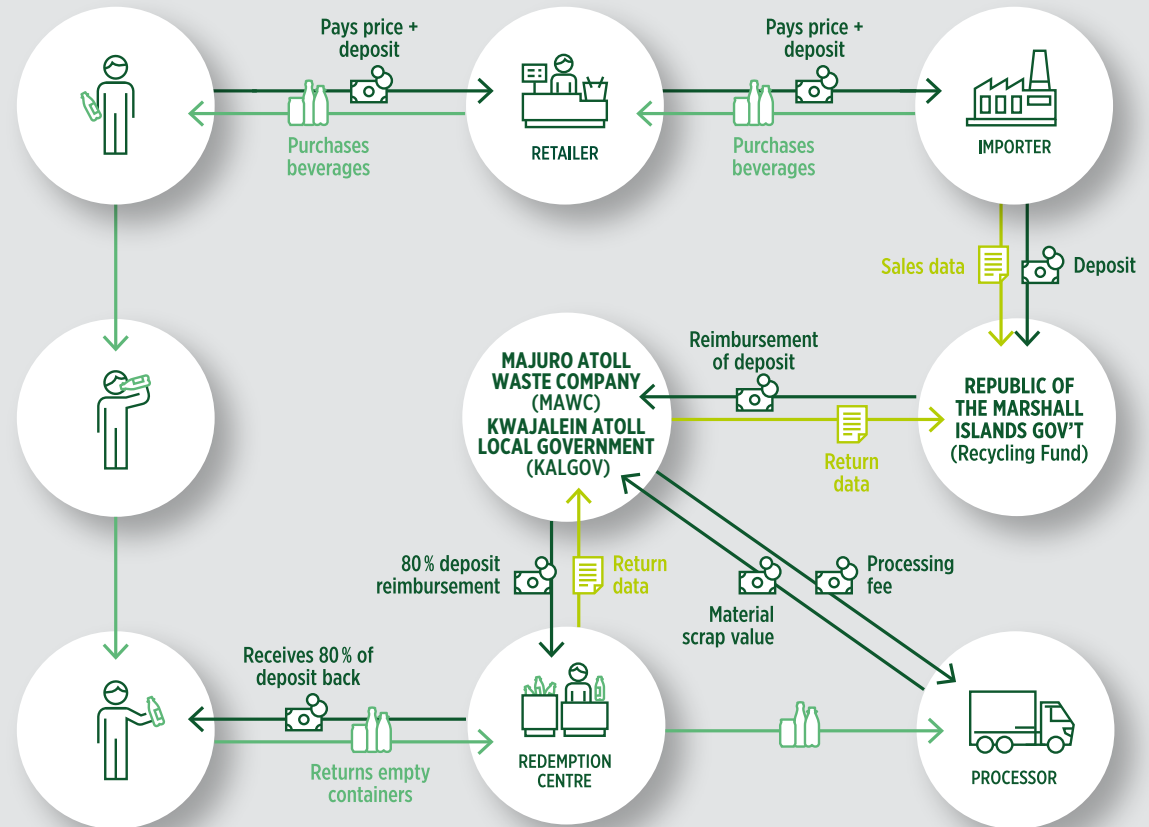 Pays price +
deposit
Purchases
beverages
RETAILER
Pays price +
deposit
Purchases
beverages
IMPORTER
Sales data
Deposit
MAJURO ATOLL
WASTE COMPANY
(MAWC)
KWAJALEIN ATOLL
LOCAL GOVERNMENT
(KALGOV)
Reimbursement
of deposit
Return
data
REPUBLIC OF
THE MARSHALL
ISLANDS GOV'T
(Recycling Fund)
80% deposit
reimbursement
Return
data
Material
scrap value
Processing
fee
Receives 80% of
deposit back
Returns empty
containers
REDEMPTION
CENTRE
PROCESSOR